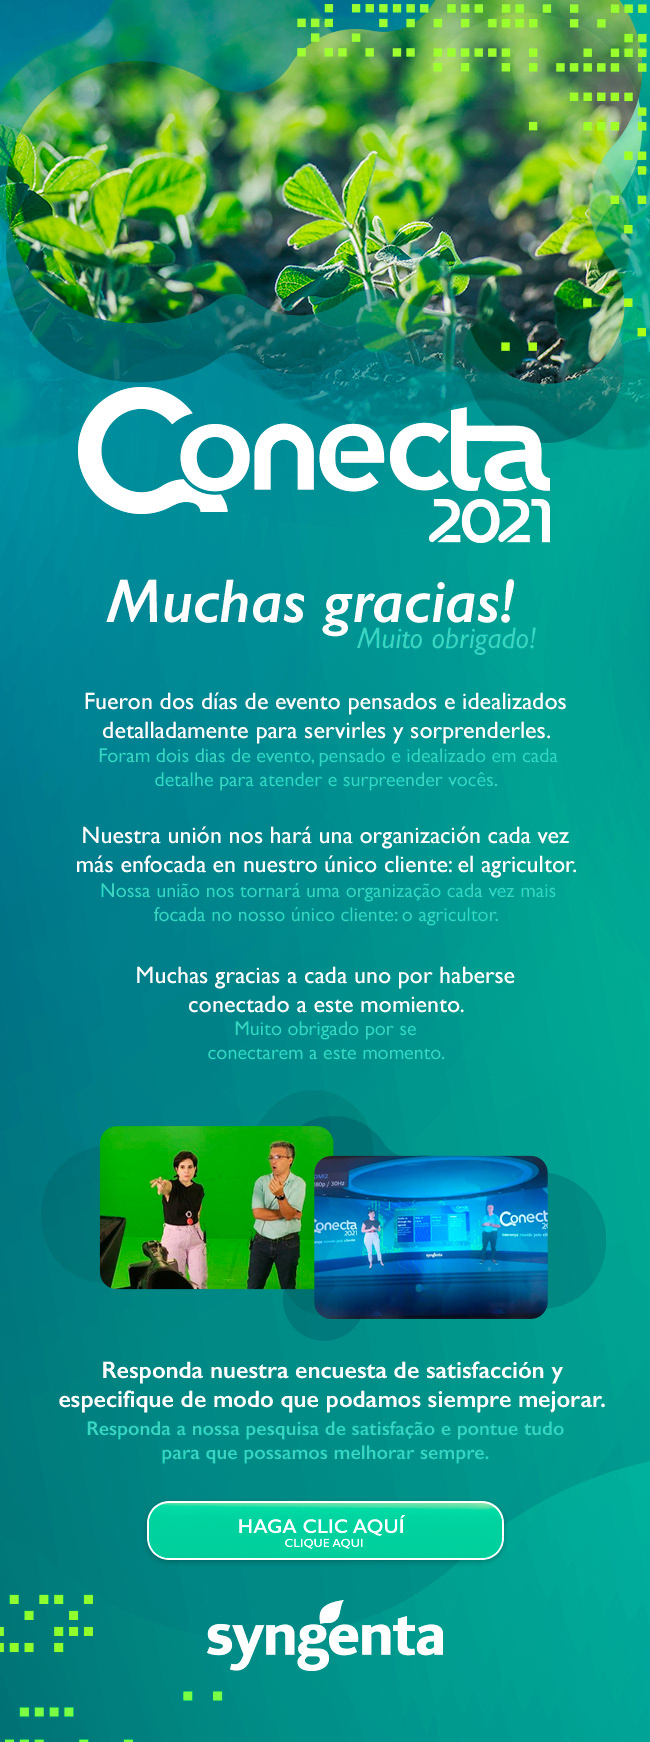 Conecta
2021
Muchas gracias!
Muito obrigado!
Fueron dos días de evento pensados e idealizados
detalladamente para servirles y sorprenderles.
Foram dois dias de evento, pensado e idealizado em cada
detalhe para atender e surpreender vocês.
Nuestra unión nos hará una organización cada vez
más enfocada en nuestro único cliente: el agricultor.
Nossa união nos tornará uma organização cada vez mais
focada no nosso único cliente: o agricultor.
Muchas gracias a cada uno por haberse
conectado a este momiento.
Muito obrigado por se
conectarem a este momento.
80p / 30Hz
Conecta
2021
Conect
syngenta
Responda nuestra encuesta de satisfacción y
especifique de modo que podamos siempre mejorar.
Responda a nossa pesquisa de satisfação e pontue tudo
para que possamos melhorar sempre.
HAGA CLIC AQUÍ
CLIQUE AQUI
syngenta